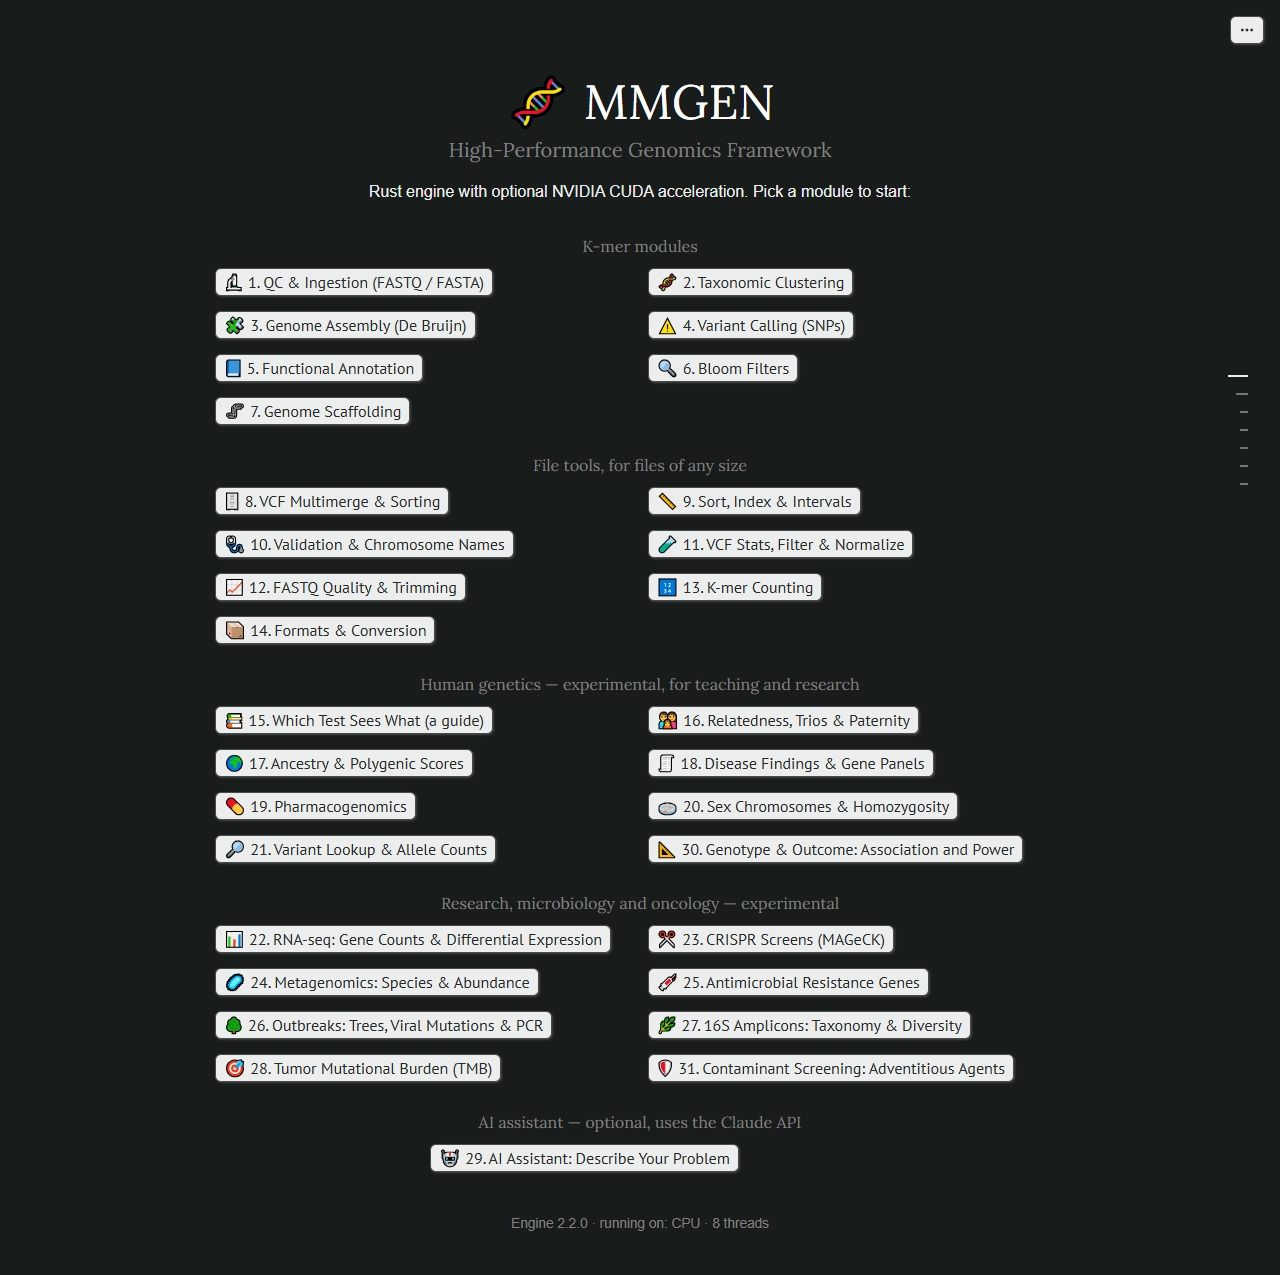 ...
MMGEN
High-Performance Genomics Framework
Rust engine with optional NVIDIA CUDA acceleration. Pick a module to start:
K-mer modules
1. QC & Ingestion (FASTQ / FASTA)
2. Taxonomic Clustering
3. Genome Assembly (De Bruijn)
4. Variant Calling (SNPs)
5. Functional Annotation
6. Bloom Filters
7. Genome Scaffolding
File tools, for files of any size
8. VCF Multimerge & Sorting
9. Sort, Index & Intervals
10. Validation & Chromosome Names
11. VCF Stats, Filter & Normalize
12. FASTQ Quality & Trimming
13. K-mer Counting
14. Formats & Conversion
Human genetics — experimental, for teaching and research
15. Which Test Sees What (a guide)
16. Relatedness, Trios & Paternity
17. Ancestry & Polygenic Scores
18. Disease Findings & Gene Panels
19. Pharmacogenomics
20. Sex Chromosomes & Homozygosity
21. Variant Lookup & Allele Counts
30. Genotype & Outcome: Association and Power
Research, microbiology and oncology — experimental
22. RNA-seq: Gene Counts & Differential Expression
23. CRISPR Screens (MAGeCK)
24. Metagenomics: Species & Abundance
25. Antimicrobial Resistance Genes
26. Outbreaks: Trees, Viral Mutations & PCR
27. 16S Amplicons: Taxonomy & Diversity
28. Tumor Mutational Burden (TMB)
31. Contaminant Screening: Adventitious Agents
AI assistant — optional, uses the Claude API
29. AI Assistant: Describe Your Problem
Engine 2.2.0 · running on: CPU · 8 threads